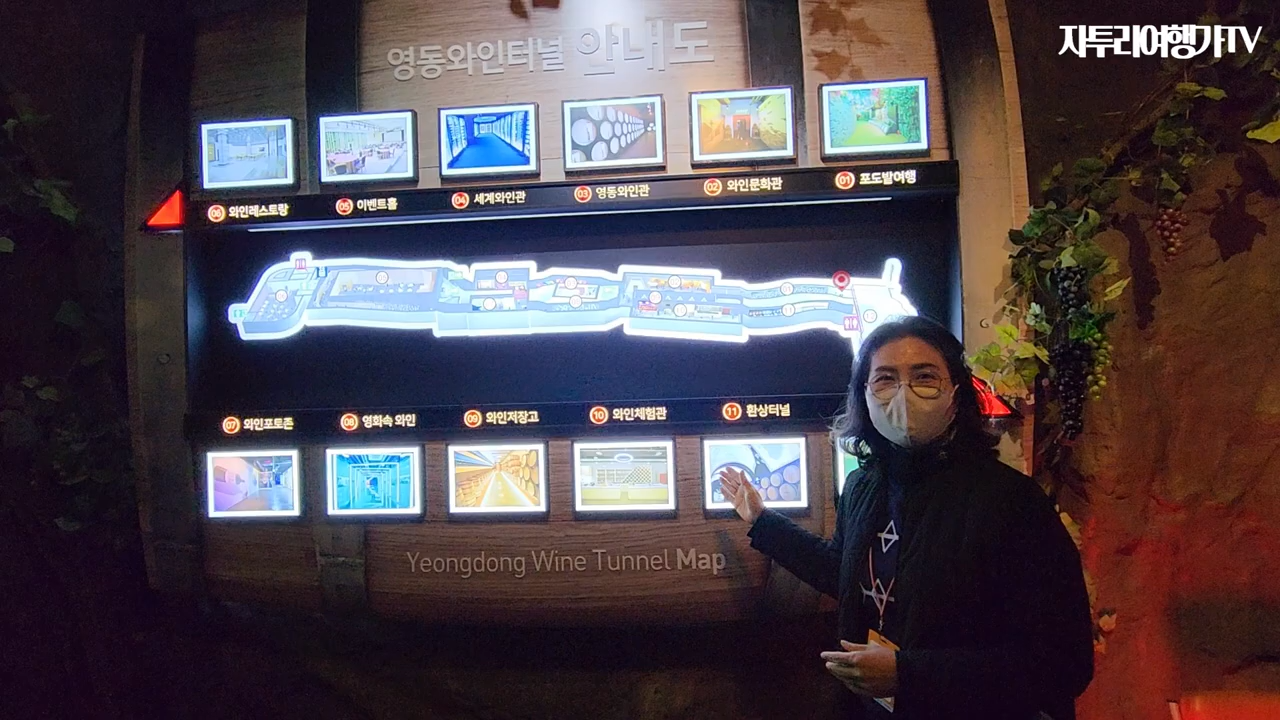 자투리여행가TV
영동와인터널 안내도
06 와인레스토랑 05 이벤트홀 04 세계와인관 03 영동와인관 02 와인문화관 01 포도밭여행
07 와인포토존 08 영화속 와인 09 와인저장고 10 와인체험관 11 환상터널
Yeongdong Wine Tunnel Map